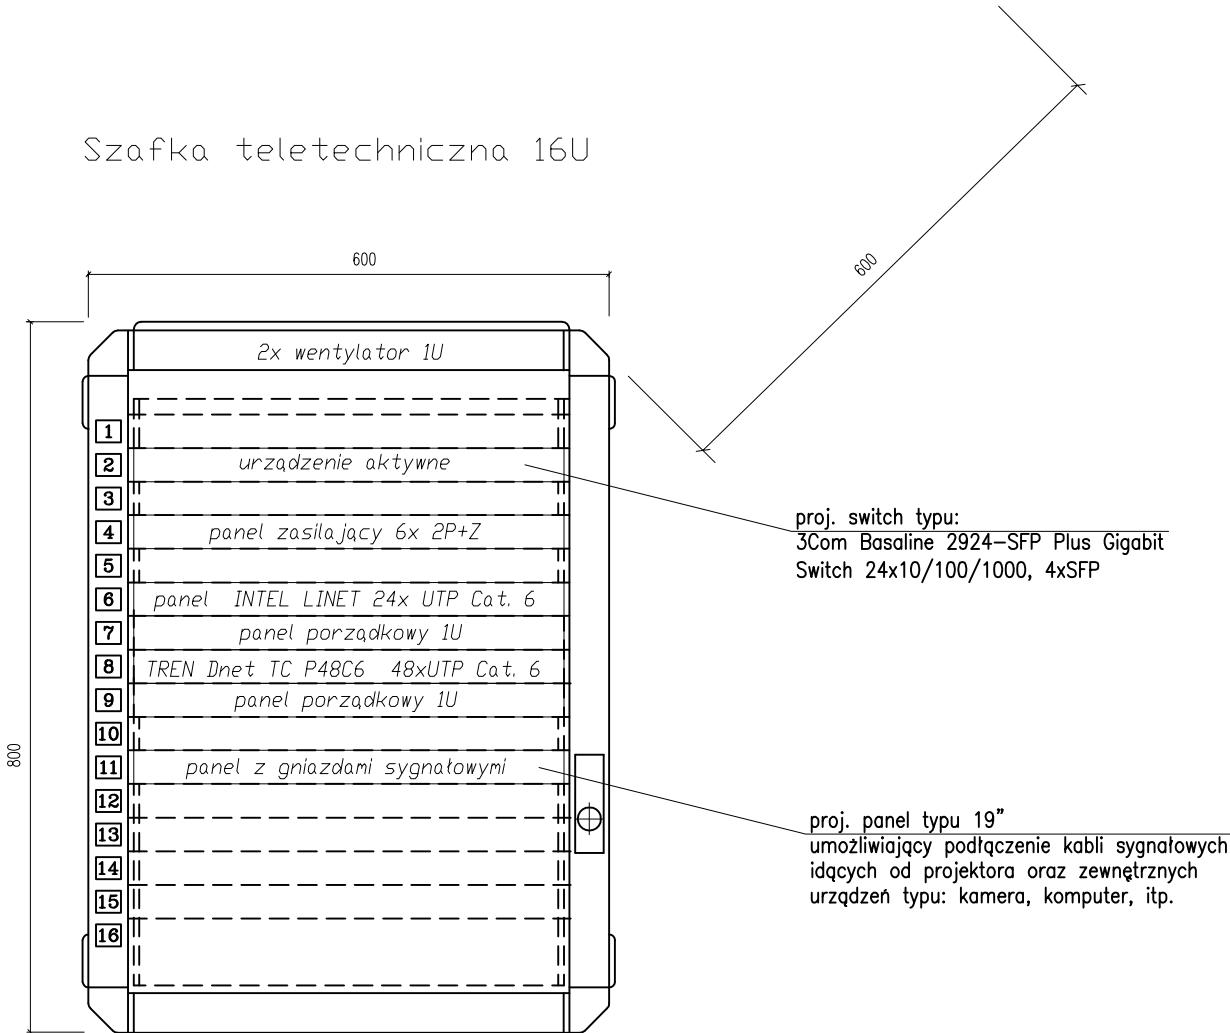 Szafka teletechniczna 16U
600
600
800
2x wentylator 1U
1
2 urządzenie aktywne
3
4 panel zasilający 6x 2P+Z
5
6 panel INTEL LINET 24x UTP Cat. 6
7 panel porządkowy 1U
8 TREN Dnet TC P48C6 48xUTP Cat. 6
9 panel porządkowy 1U
10
11 panel z gniazdami sygnałowymi
12
13
14
15
16
proj. switch typu:
3Com Basaline 2924-SFP Plus Gigabit
Switch 24x10/100/1000, 4xSFP
proj. panel typu 19"
umożliwiający podłączenie kabli sygnałowych
idących od projektora oraz zewnętrznych
urządzeń typu: kamera, komputer, itp.